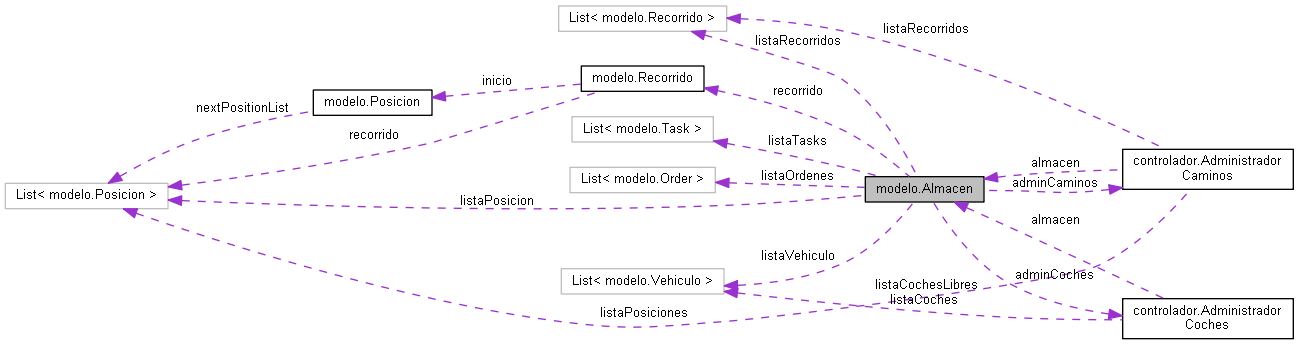 List< modelo.Recorrido >
listaRecorridos
listaRecorridos
modelo.Recorrido
inicio
recorrido
modelo.Posicion
nextPositionList
recorrido
List< modelo.Task >
listaTasks
controlador.Administrador
Caminos
almacen
List< modelo.Order >
listaOrdenes
modelo.Almacen
adminCaminos
List< modelo.Posicion >
listaPosicion
almacen
listaVehiculo
List< modelo.Vehiculo >
adminCoches
listaCochesLibres
listaCoches
listaPosiciones
controlador.Administrador
Coches